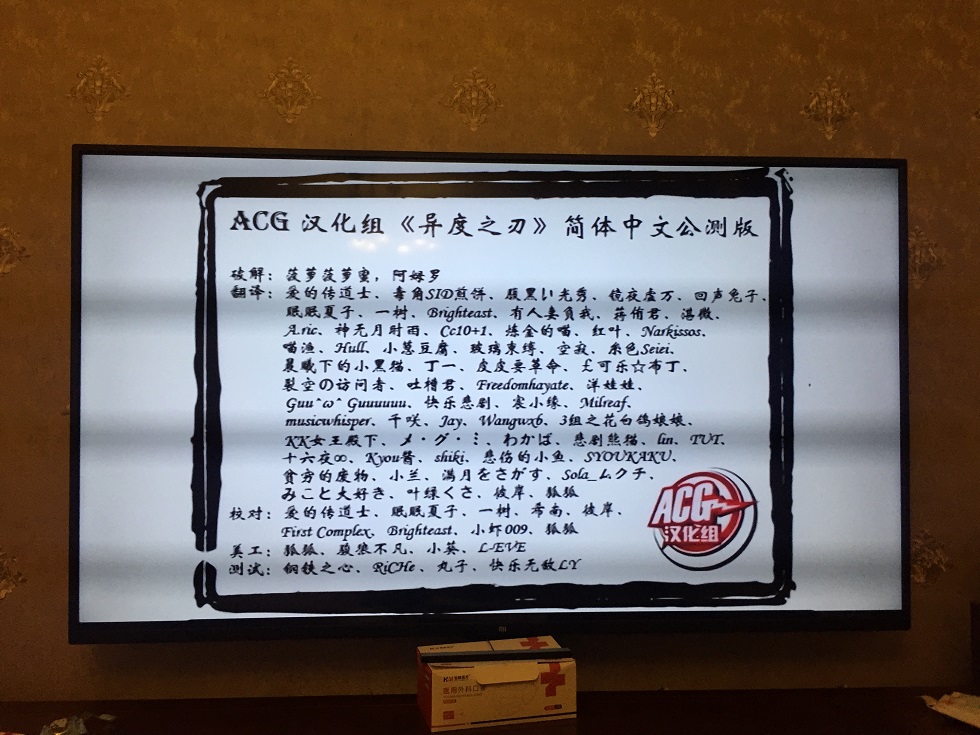 ACG 汉化组《异度之刃》简体中文公测版
破解：菠萝菠萝蜜，阿姆罗
翻译：爱的传道士、毒角SID煎饼、腹黑い光秀、镜夜虚万、回声兔子、
眠眠夏子、一树、Brighteast、有人妻负我、蒋侑君、湛微、
A.ric、神无月时雨、Cc10+1、炼金的喵、红叶、Narkissos、
喵渔、Hull、小葱豆腐、玻璃束缚、空寂、糸色Seiei、
晨曦下的小黑猫、丁一、皮皮要革命、£可乐☆布丁、
裂空の访问者、吐槽君、Freedomhayate、洋娃娃、
Guu^ω^Guuuuuu、快乐悲剧、宸小缘、Milreaf、
musicwhisper、千咲、Jay、Wangwxb、3组之花白鸽娘娘、
KK女王殿下、メ・グ・ミ、わかば、悲剧熊猫、lin、TUT、
十六夜∞、Kyou酱、shiki、悲伤的小鱼、SYOUKAKU、
贫穷的废物、小兰、满月をさがす、Sola_ムクチ、
みこと大好き、叶绿くさ、彼岸、狐狐
校对：爱的传道士、眠眠夏子、一树、希南、彼岸、
First Complex、Brighteast、小虾009、狐狐
美工：狐狐、骏狼不凡、小葵、L-EVE
测试：钢铁之心、RiCHe、丸子、快乐无敌LY
ACG
汉化组
医用外科口罩